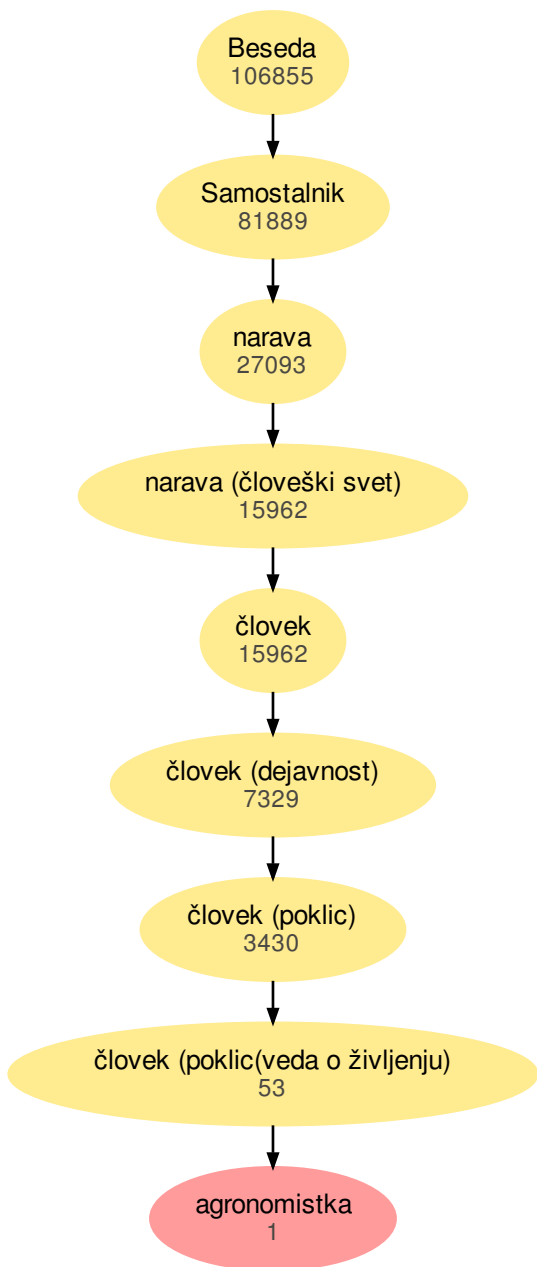 Beseda
106855
Samostalnik
81889
narava
27093
narava (človeški svet)
15962
človek
15962
človek (dejavnost)
7329
človek (poklic)
3430
človek (poklic(veda o življenju)
53
agronomistka
1